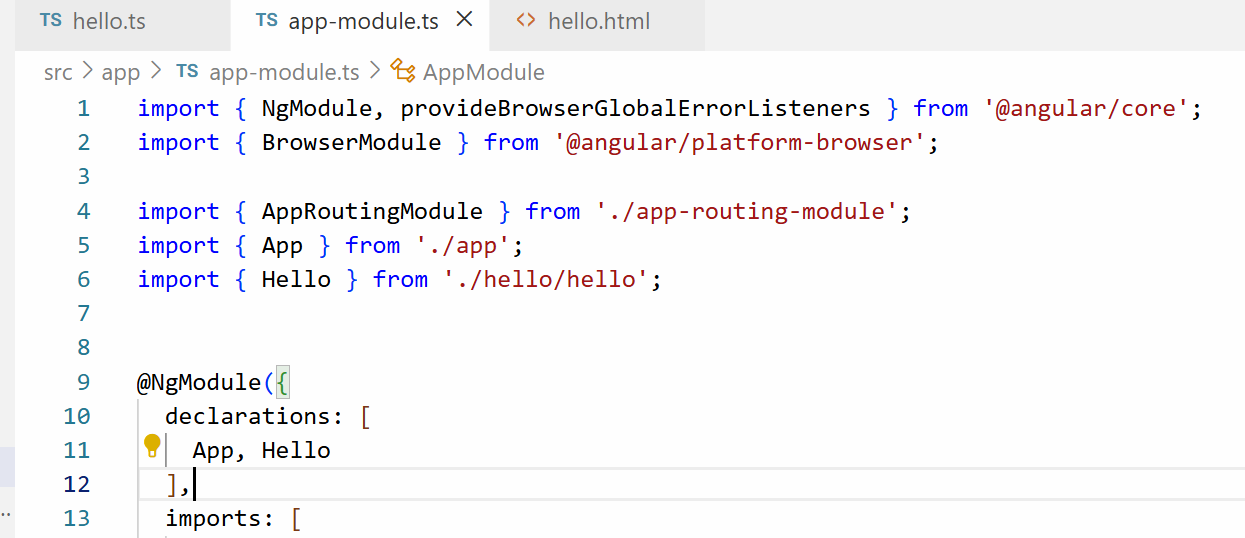 TS hello.ts TS app-module.ts × <> hello.html
src > app > TS app-module.ts > AppModule
1 import { NgModule, provideBrowserGlobalErrorListeners } from '@angular/core';
2 import { BrowserModule } from '@angular/platform-browser';
3
4 import { AppRoutingModule } from './app-routing-module';
5 import { App } from './app';
6 import { Hello } from './hello/hello';
7
8
9 @NgModule({
10 declarations: [
11 App, Hello
12 ],
13 imports: [